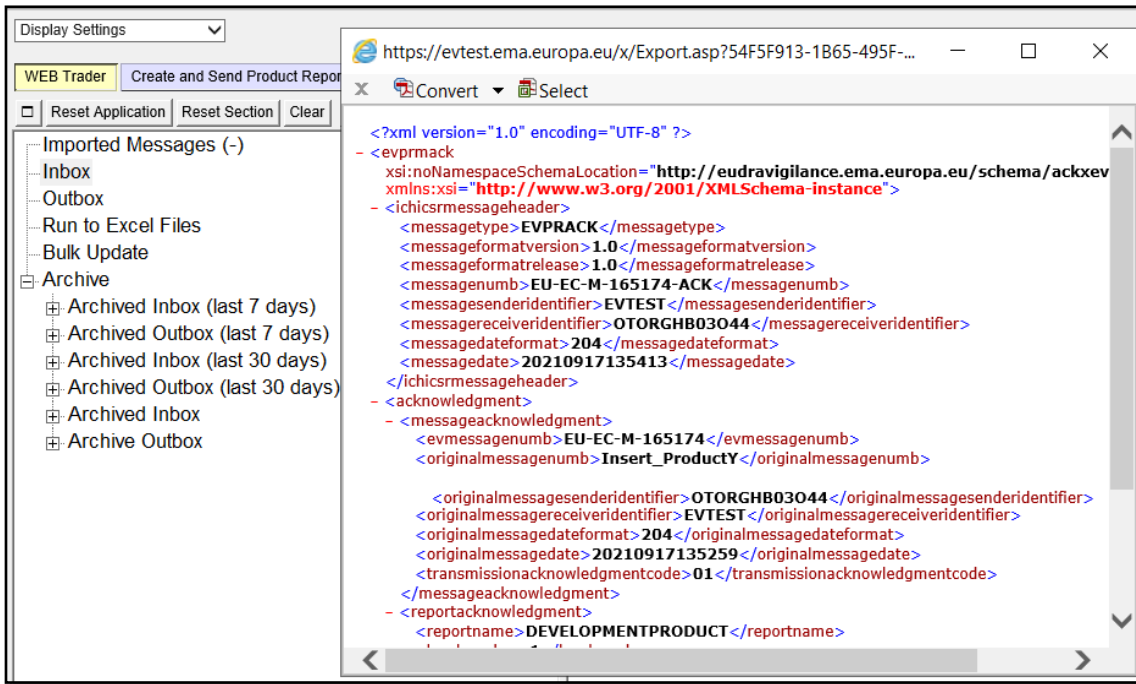 Display Settings
WEB Trader
Create and Send Product Repor
Reset Application
Reset Section
Clear
Imported Messages (-)
Inbox
Outbox
Run to Excel Files
Bulk Update
Archive
Archived Inbox (last 7 days)
Archived Outbox (last 7 days)
Archived Inbox (last 30 days)
Archived Outbox (last 30 days)
Archived Inbox
Archive Outbox
https://evtest.ema.europa.eu/x/Export.asp?54F5F913-1B65-495F-...
x Convert Select
<?xml version="1.0" encoding="UTF-8" ?>
- <evprmack
xsi:noNamespaceSchemaLocation="http://eudravigilance.ema.europa.eu/schema/ackxev
xmlns:xsi="http://www.w3.org/2001/XMLSchema-instance">
- <ichicsrmessageheader>
<messagetype>EVPRACK</messagetype>
<messageformatversion>1.0</messageformatversion>
<messageformatrelease>1.0</messageformatrelease>
<messagenumb>EU-EC-M-165174-ACK</messagenumb>
<messagesenderidentifier>EVTEST</messagesenderidentifier>
<messagereceiveridentifier>OTORGHB03O44</messagereceiveridentifier>
<messagedateformat>204</messagedateformat>
<messagedate>20210917135413</messagedate>
</ichicsrmessageheader>
- <acknowledgment>
- <messageacknowledgment>
<evmessagenumb>EU-EC-M-165174</evmessagenumb>
<originalmessagenumb>Insert_ProductY</originalmessagenumb>
<originalmessagesenderidentifier>OTORGHB03O44</originalmessagesenderidentifier>
<originalmessagereceiveridentifier>EVTEST</originalmessagereceiveridentifier>
<originalmessagedateformat>204</originalmessagedateformat>
<originalmessagedate>20210917135259</originalmessagedate>
<transmissionacknowledgmentcode>01</transmissionacknowledgmentcode>
</messageacknowledgment>
- <reportacknowledgment>
<reportname>DEVELOPMENTPRODUCT</reportname>